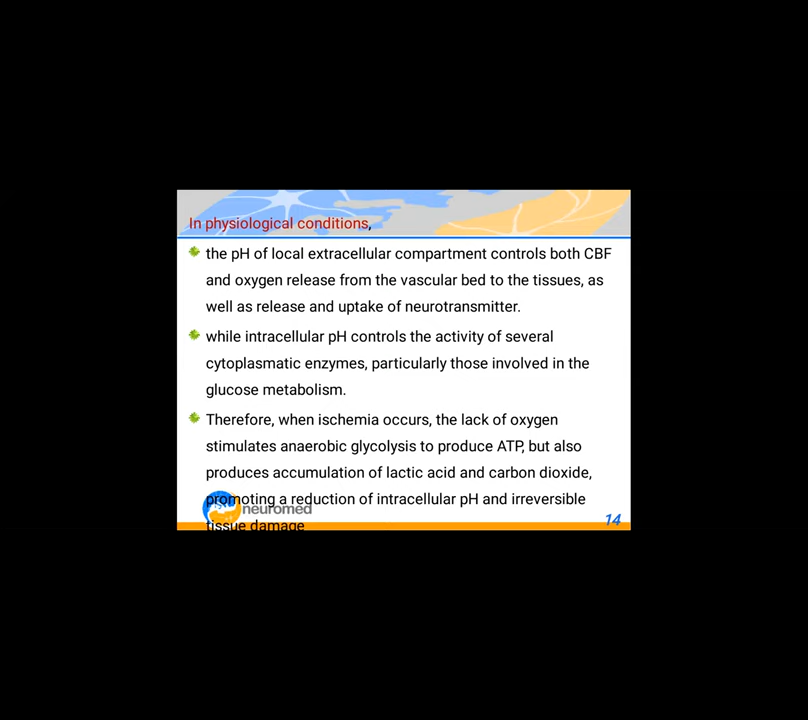 In physiological conditions,
the pH of local extracellular compartment controls both CBF
and oxygen release from the vascular bed to the tissues, as
well as release and uptake of neurotransmitter.
while intracellular pH controls the activity of several
cytoplasmatic enzymes, particularly those involved in the
glucose metabolism.
Therefore, when ischemia occurs, the lack of oxygen
stimulates anaerobic glycolysis to produce ATP, but also
produces accumulation of lactic acid and carbon dioxide,
promoting a reduction of intracellular pH and irreversible
tissue damage
neuromed
14